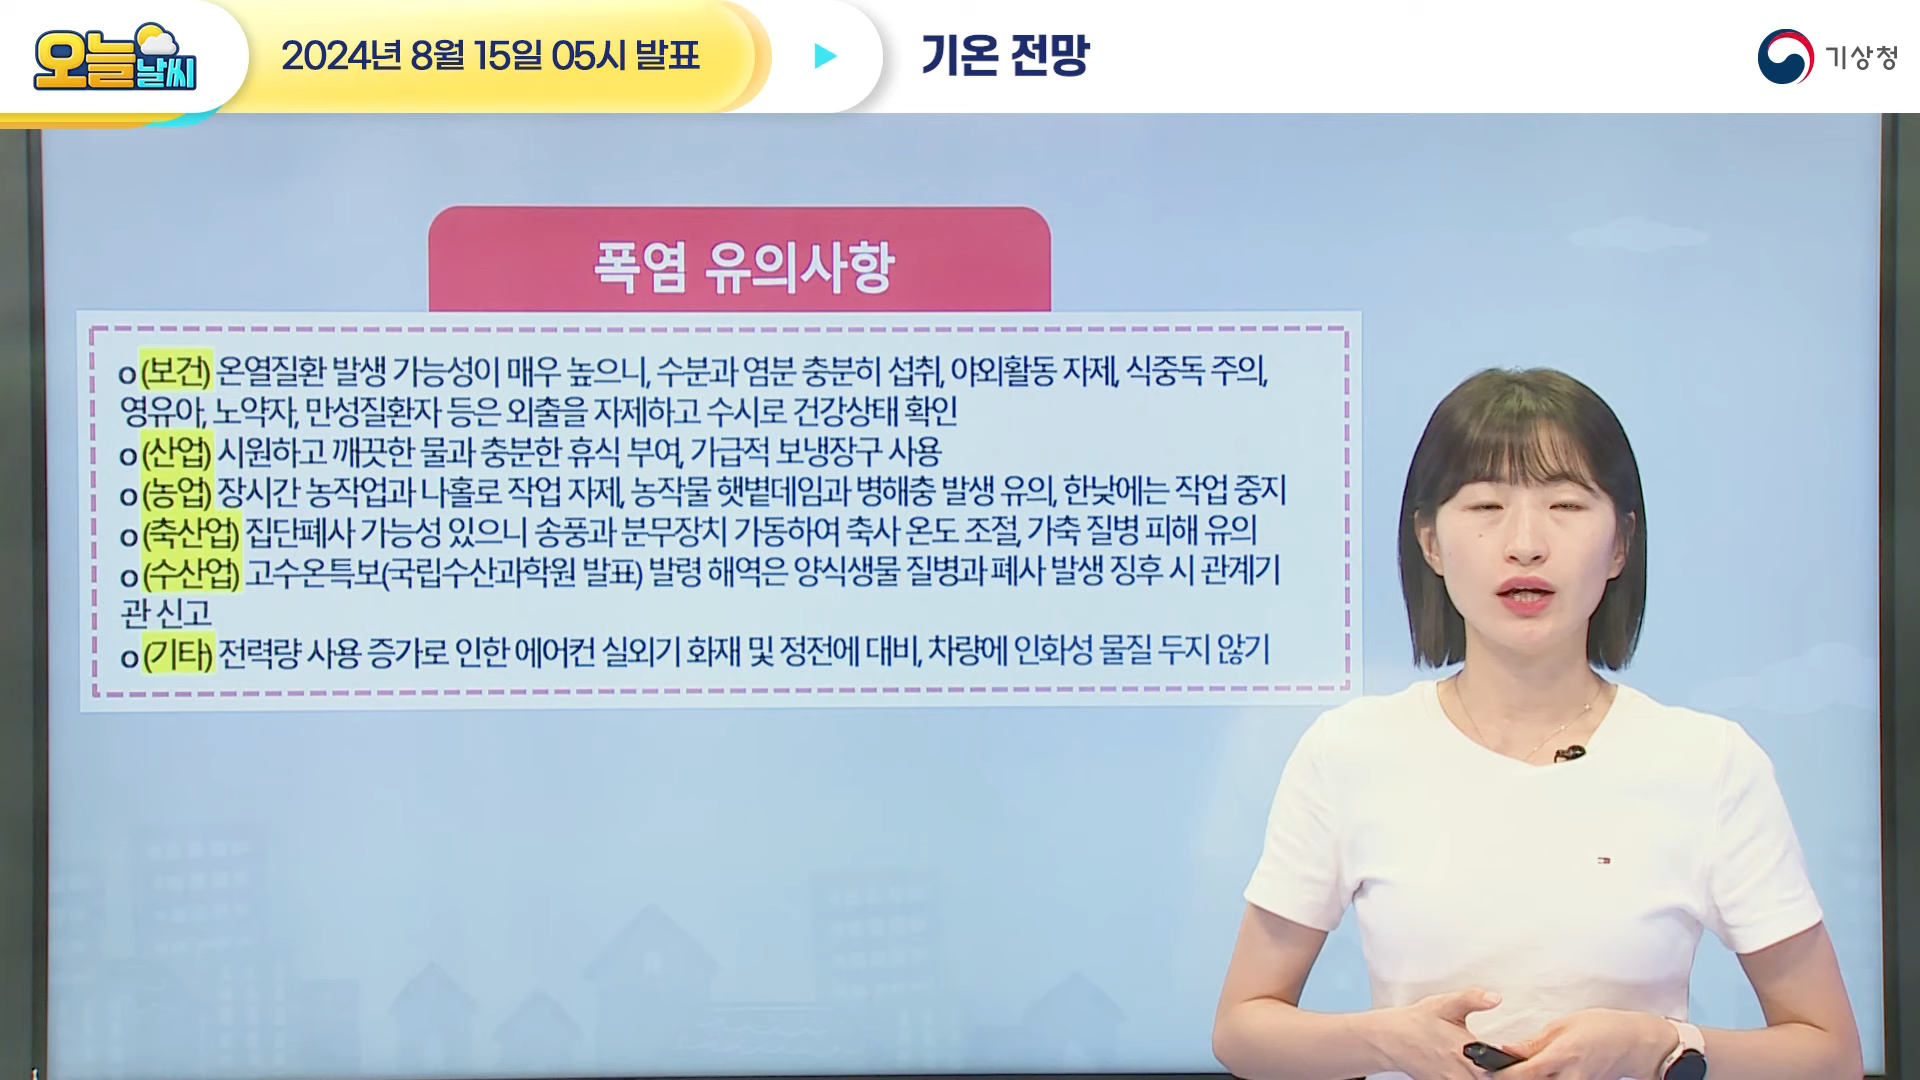 오늘날씨
2024년 8월 15일 05시 발표
기온 전망
기상청
폭염 유의사항
o (보건) 온열질환 발생 가능성이 매우 높으니, 수분과 염분 충분히 섭취, 야외활동 자제, 식중독 주의,
영유아, 노약자, 만성질환자 등은 외출을 자제하고 수시로 건강상태 확인
o (산업) 시원하고 깨끗한 물과 충분한 휴식 부여, 가급적 보냉장구 사용
o (농업) 장시간 농작업과 나홀로 작업 자제, 농작물 햇볕데임과 병해충 발생 유의, 한낮에는 작업 중지
o (축산업) 집단폐사 가능성 있으니 송풍과 분무장치 가동하여 축사 온도 조절, 가축 질병 피해 유의
o (수산업) 고수온특보(국립수산과학원 발표) 발령 해역은 양식생물 질병과 폐사 발생 징후 시 관계기
관 신고
o (기타) 전력량 사용 증가로 인한 에어컨 실외기 화재 및 정전에 대비, 차량에 인화성 물질 두지 않기